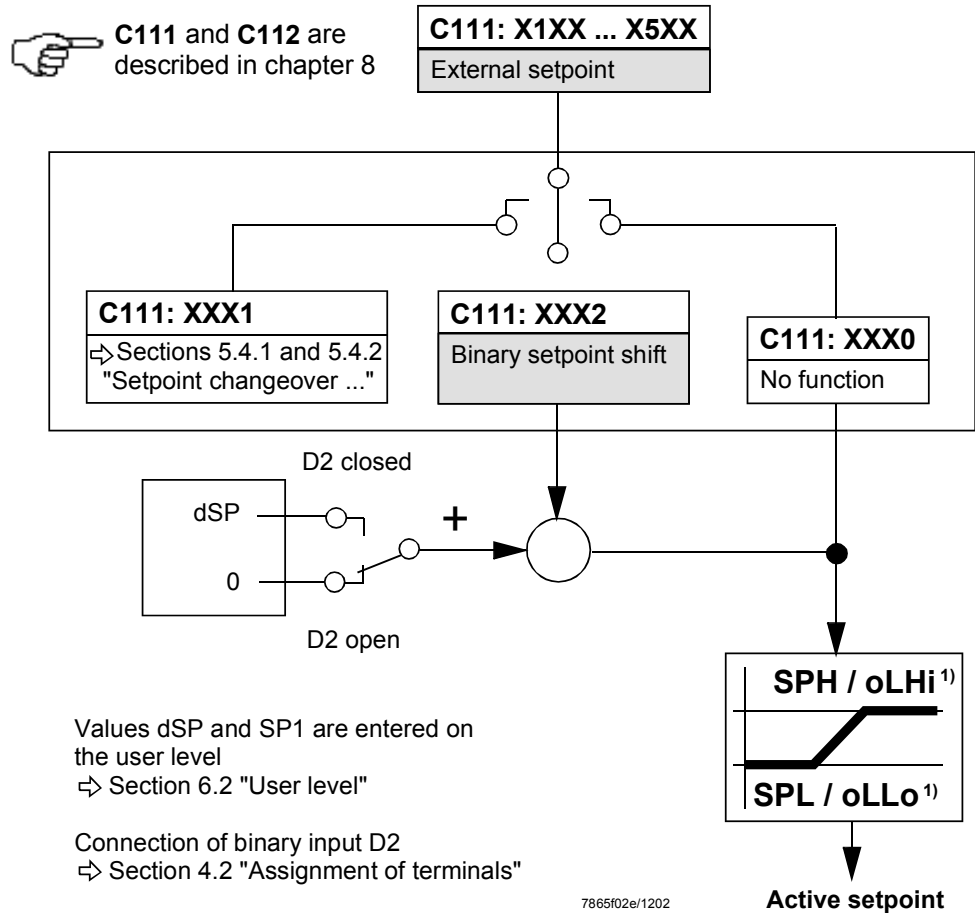 C111 and C112 are
described in chapter 8
C111: X1XX ... X5XX
External setpoint
C111: XXX1
⇨ Sections 5.4.1 and 5.4.2
"Setpoint changeover ..."
C111: XXX2
Binary setpoint shift
C111: XXX0
No function
D2 closed
dSP
+
0
D2 open
SPH / oLHi 1)
SPL / oLLo 1)
Values dSP and SP1 are entered on
the user level
⇨ Section 6.2 "User level"
Connection of binary input D2
⇨ Section 4.2 "Assignment of terminals"
7865f02e/1202
Active setpoint